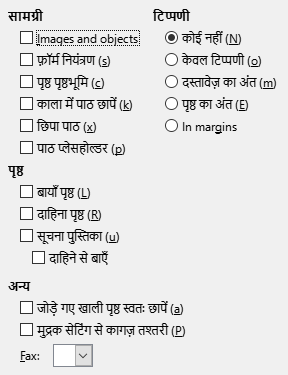 सामग्री
Images and objects
फ़ॉर्म नियंत्रण (s)
पृष्ठ पृष्ठभूमि (c)
काला में पाठ छापें (k)
छिपा पाठ (x)
पाठ प्लेसहोल्डर (p)
टिप्पणी
कोई नहीं (N)
केवल टिप्पणी (o)
दस्तावेज़ का अंत (m)
पृष्ठ का अंत (E)
In margins
पृष्ठ
बायाँ पृष्ठ (L)
दाहिना पृष्ठ (R)
सूचना पुस्तिका (u)
दाहिने से बाएँ
अन्य
जोड़े गए खाली पृष्ठ स्वतः छापें (a)
मुद्रक सेटिंग से कागज़ तश्तरी (P)
Fax: